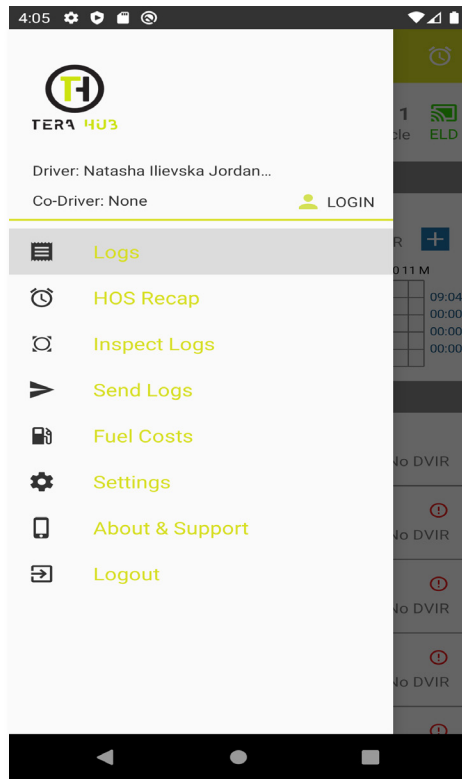 4:05
TH
TERA HUB
Driver: Natasha Ilievska Jordan...
Co-Driver: None
LOGIN
Logs
HOS Recap
Inspect Logs
Send Logs
Fuel Costs
Settings
About & Support
Logout
1
cle ELD
R
0 11 M
09:04
00:00
00:00
00:00
No DVIR
No DVIR
No DVIR
No DVIR